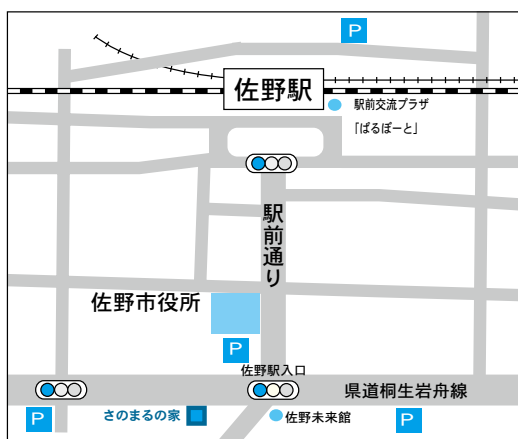 P
佐野駅
駅前交流プラザ
「ぱるぽーと」
駅前通り
佐野市役所
P
佐野駅入口
県道桐生岩舟線
P
さのまるの家
佐野未来館
P